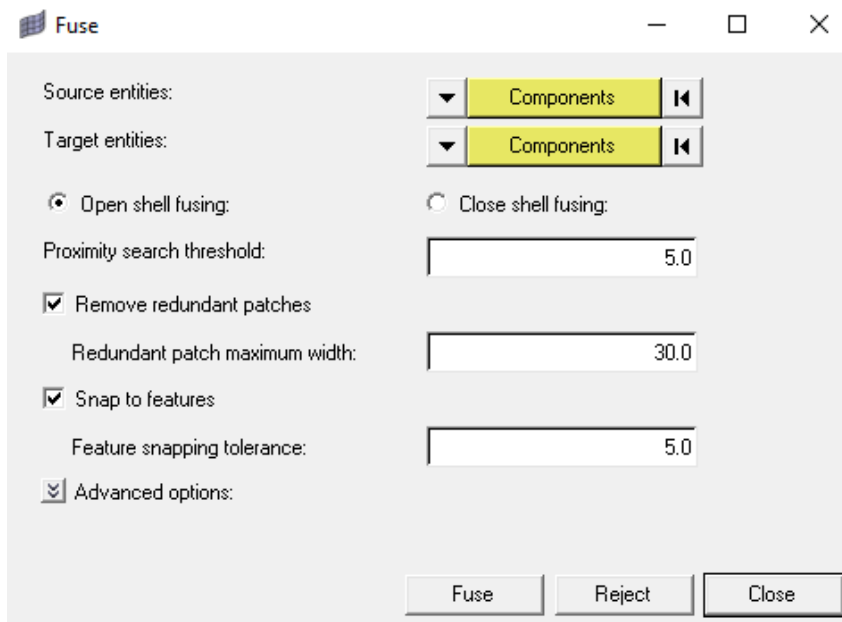 Fuse
Source entities: Components
Target entities: Components
Open shell fusing: Close shell fusing:
Proximity search threshold: 5.0
Remove redundant patches
Redundant patch maximum width: 30.0
Snap to features
Feature snapping tolerance: 5.0
Advanced options:
Fuse Reject Close